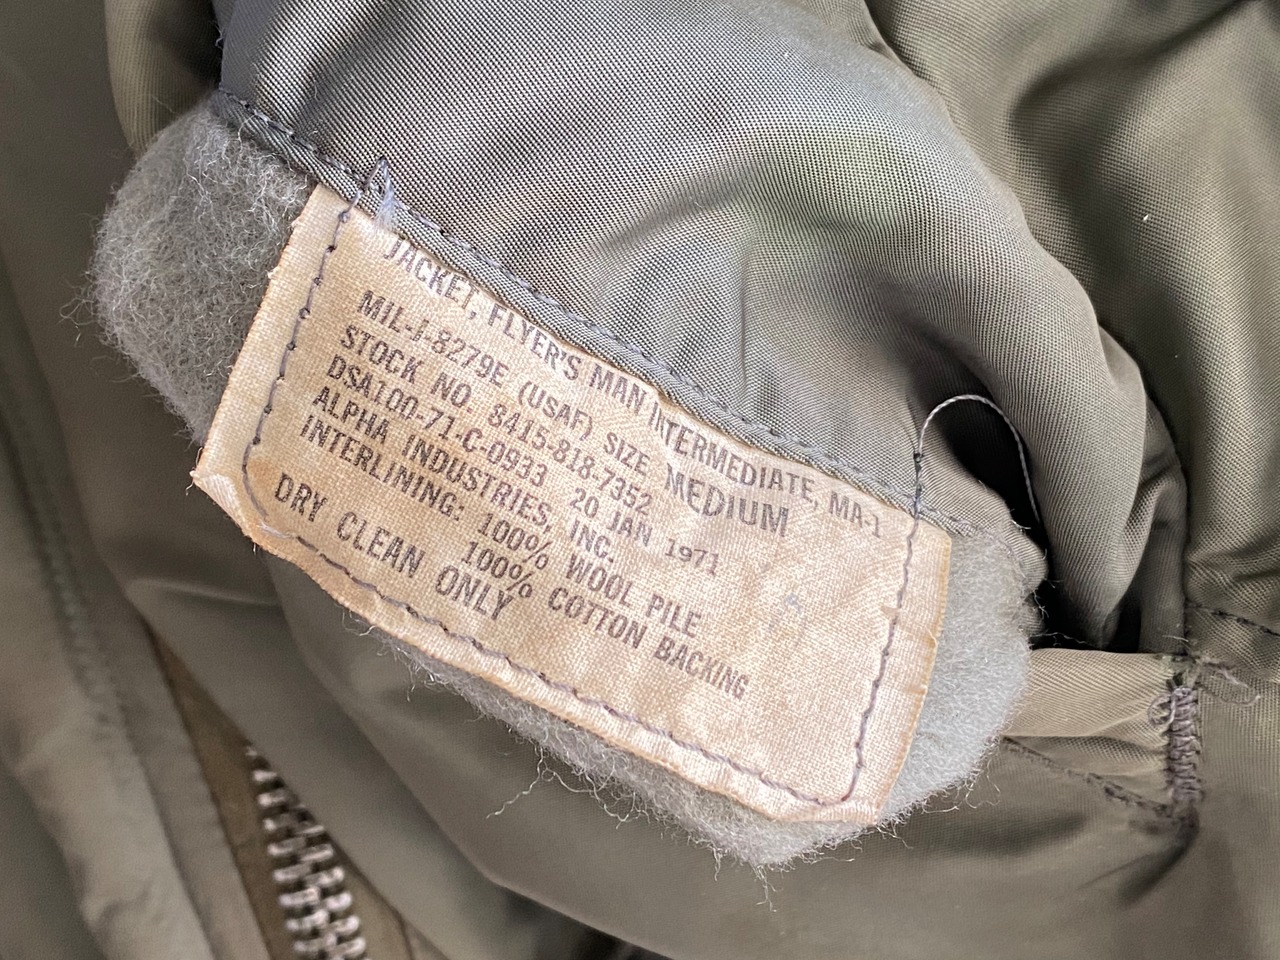 JACKET, FLYER'S MAN INTERMEDIATE, MA-1
MIL-J-8279E (USAF) SIZE MEDIUM
STOCK NO. 8415-818-7352
DSA100-71-C-0933 20 JAN 1971
ALPHA INDUSTRIES, INC.
INTERLINING: 100% WOOL PILE
100% COTTON BACKING
DRY CLEAN ONLY